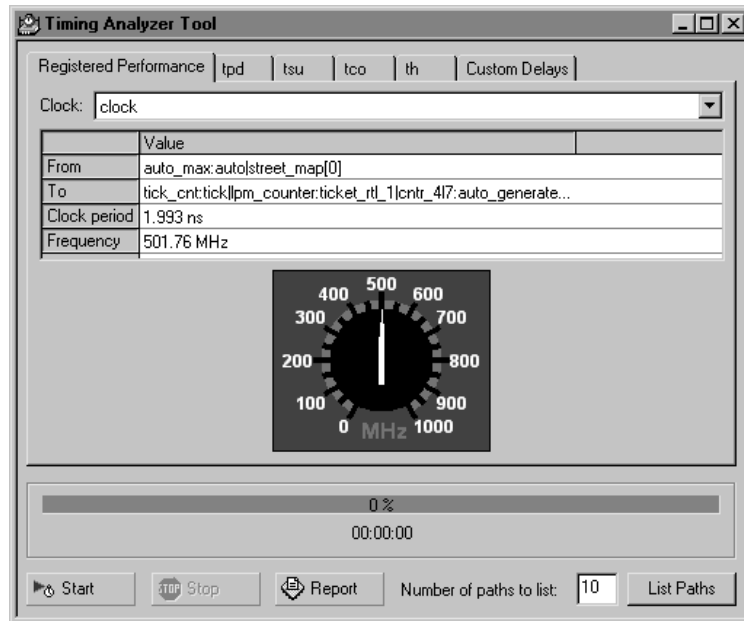 Timing Analyzer Tool
Registered Performance tpd tsu tco th Custom Delays
Clock: clock
Value
From auto_max:auto|street_map[0]
To tick_cnt:tick|lpm_counter:ticket_rtl_1|cntr_4l7:auto_generate...
Clock period 1.993 ns
Frequency 501.76 MHz
500
400 600
300 700
200 800
100 900
0 MHz 1000
0 %
00:00:00
Start STOP Stop Report Number of paths to list: 10 List Paths